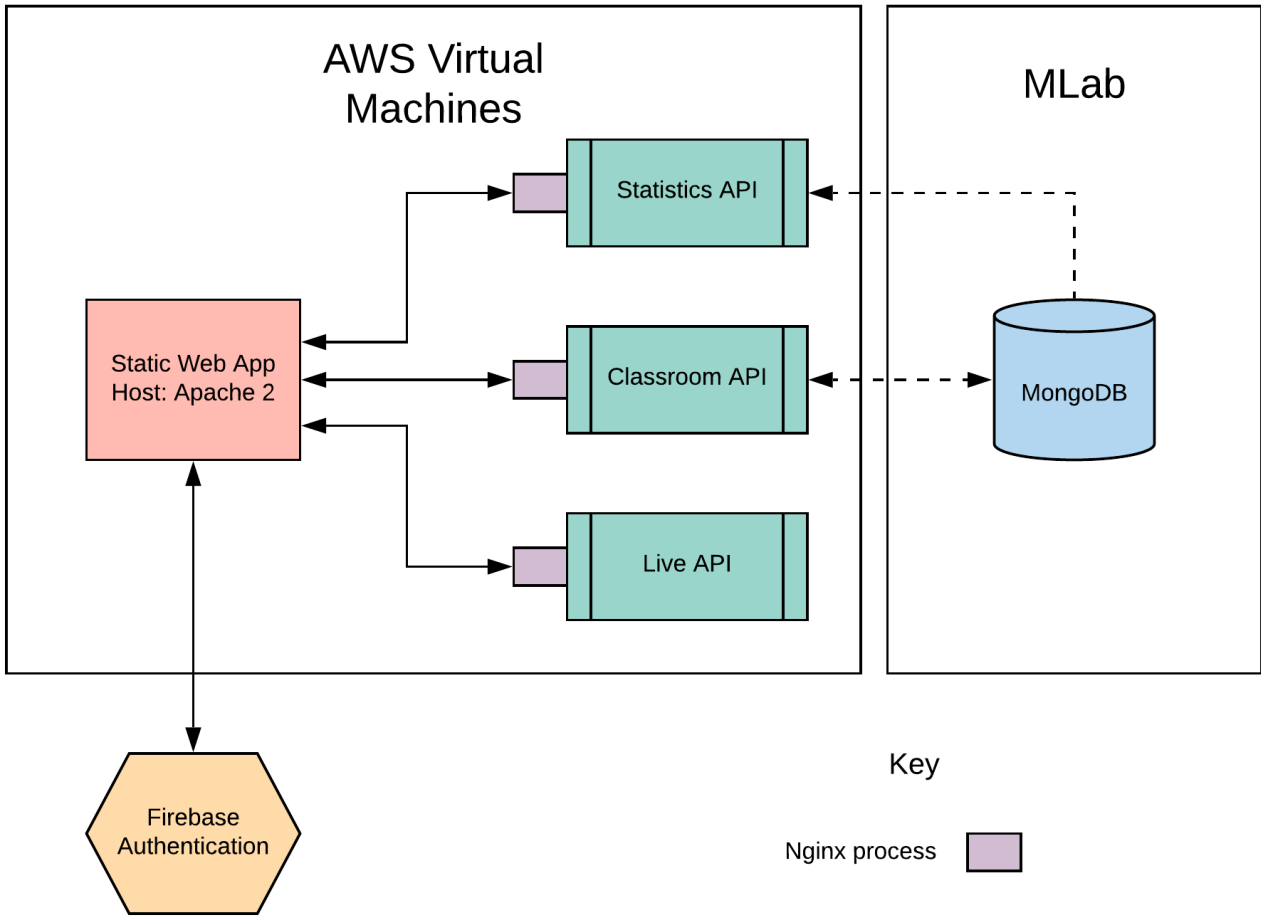 AWS Virtual
Machines
MLab
Statistics API
Static Web App
Host: Apache 2
Classroom API
MongoDB
Live API
Key
Firebase
Authentication
Nginx process